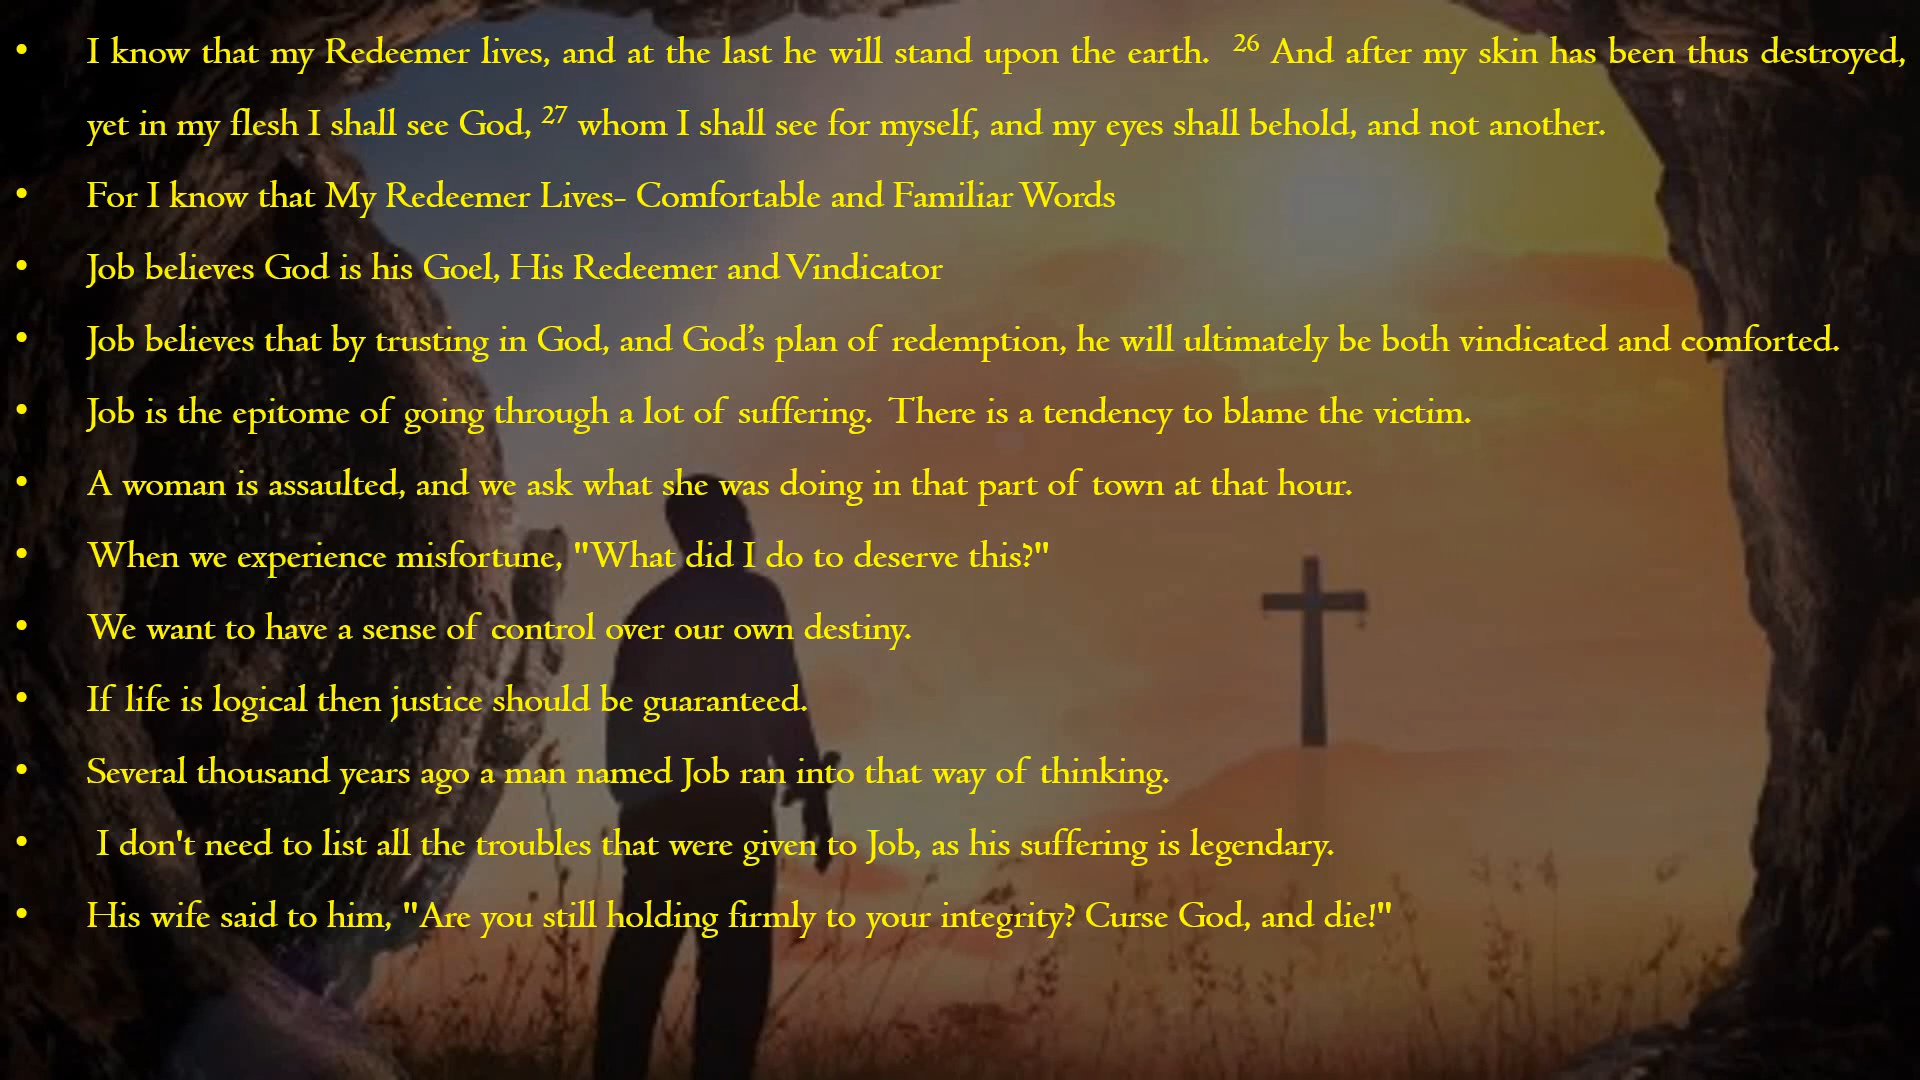 • I know that my Redeemer lives, and at the last he will stand upon the earth. 26 And after my skin has been thus destroyed,
yet in my flesh I shall see God, 27 whom I shall see for myself, and my eyes shall behold, and not another.
• For I know that My Redeemer Lives- Comfortable and Familiar Words
• Job believes God is his Goel, His Redeemer and Vindicator
• Job believes that by trusting in God, and God’s plan of redemption, he will ultimately be both vindicated and comforted.
• Job is the epitome of going through a lot of suffering. There is a tendency to blame the victim.
• A woman is assaulted, and we ask what she was doing in that part of town at that hour.
• When we experience misfortune, "What did I do to deserve this?"
• We want to have a sense of control over our own destiny.
• If life is logical then justice should be guaranteed.
• Several thousand years ago a man named Job ran into that way of thinking.
• I don't need to list all the troubles that were given to Job, as his suffering is legendary.
• His wife said to him, "Are you still holding firmly to your integrity? Curse God, and die!"